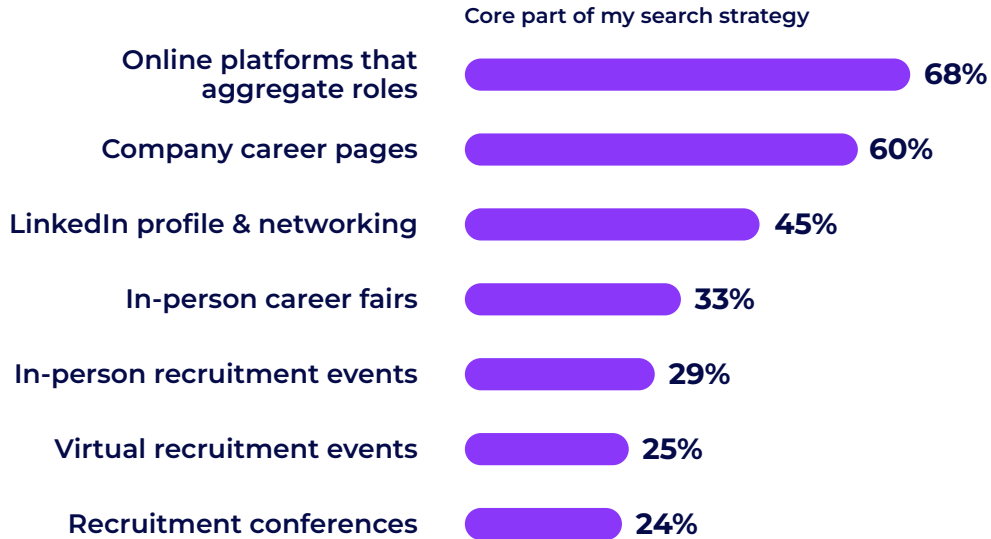 Core part of my search strategy
Online platforms that
aggregate roles
68%
Company career pages
60%
LinkedIn profile & networking
45%
In-person career fairs
33%
In-person recruitment events
29%
Virtual recruitment events
25%
Recruitment conferences
24%